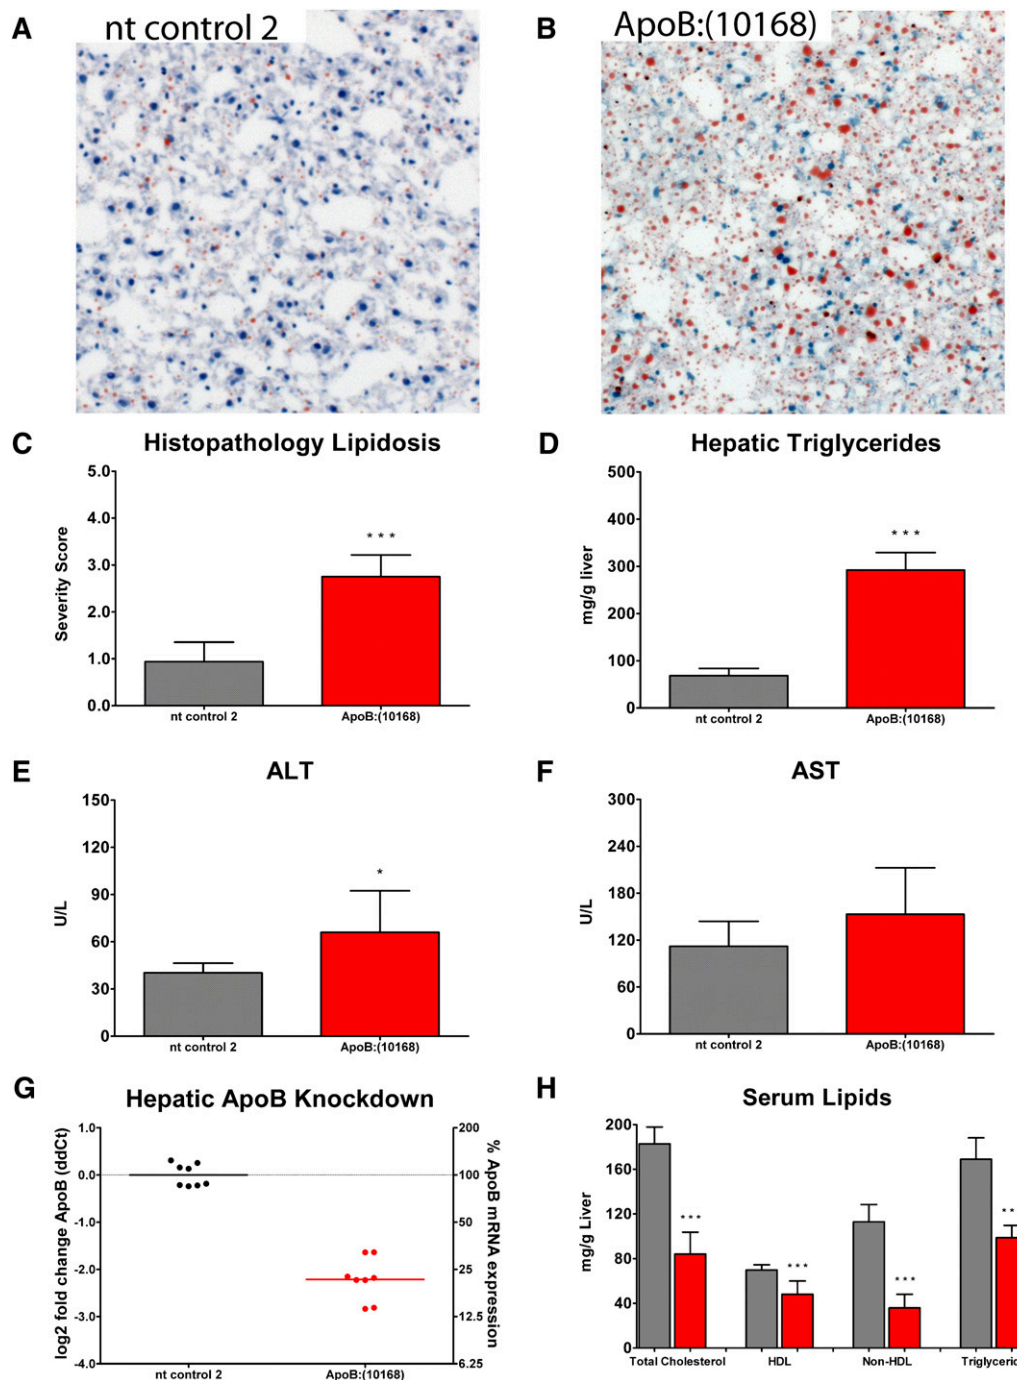 A nt control 2
B ApoB:(10168)
C Histopathology Lipidosis
Severity Score
5.0
4.0
3.0
2.0
1.0
0.0
***
nt control 2 ApoB:(10168)
D Hepatic Triglycerides
mg/g liver
500
400
300
200
100
0
***
nt control 2 ApoB:(10168)
E ALT
U/L
150
120
90
60
30
0
*
nt control 2 ApoB:(10168)
F AST
U/L
300
240
180
120
60
0
nt control 2 ApoB:(10168)
G Hepatic ApoB Knockdown
log2 fold change ApoB (ddCt)
1.0
0.0
-1.0
-2.0
-3.0
-4.0
200
100
50
25
12.5
6.25
% ApoB mRNA expression
nt control 2 ApoB:(10168)
H Serum Lipids
mg/g Liver
200
160
120
80
40
0
***
***
***
**
Total Cholesterol HDL Non-HDL Triglycerid